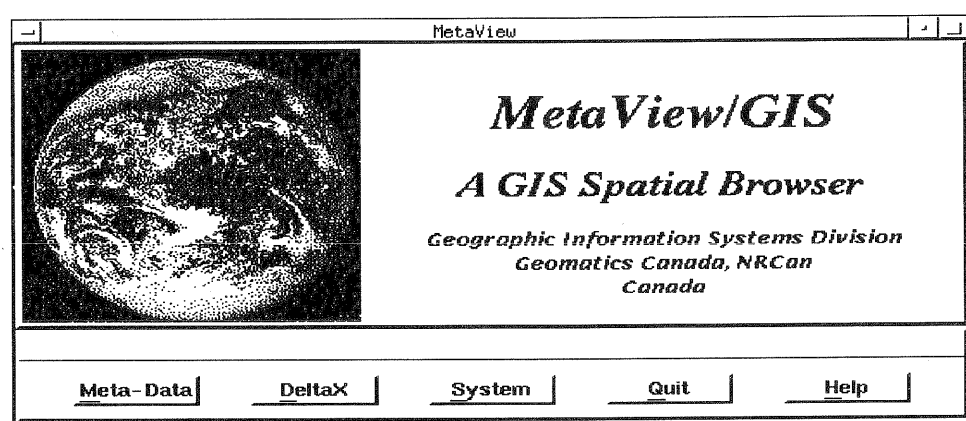 MetaView
MetaView/GIS
A GIS Spatial Browser
Geographic Information Systems Division
Geomatics Canada, NRCan
Canada
Meta-Data DeltaX System Quit Help